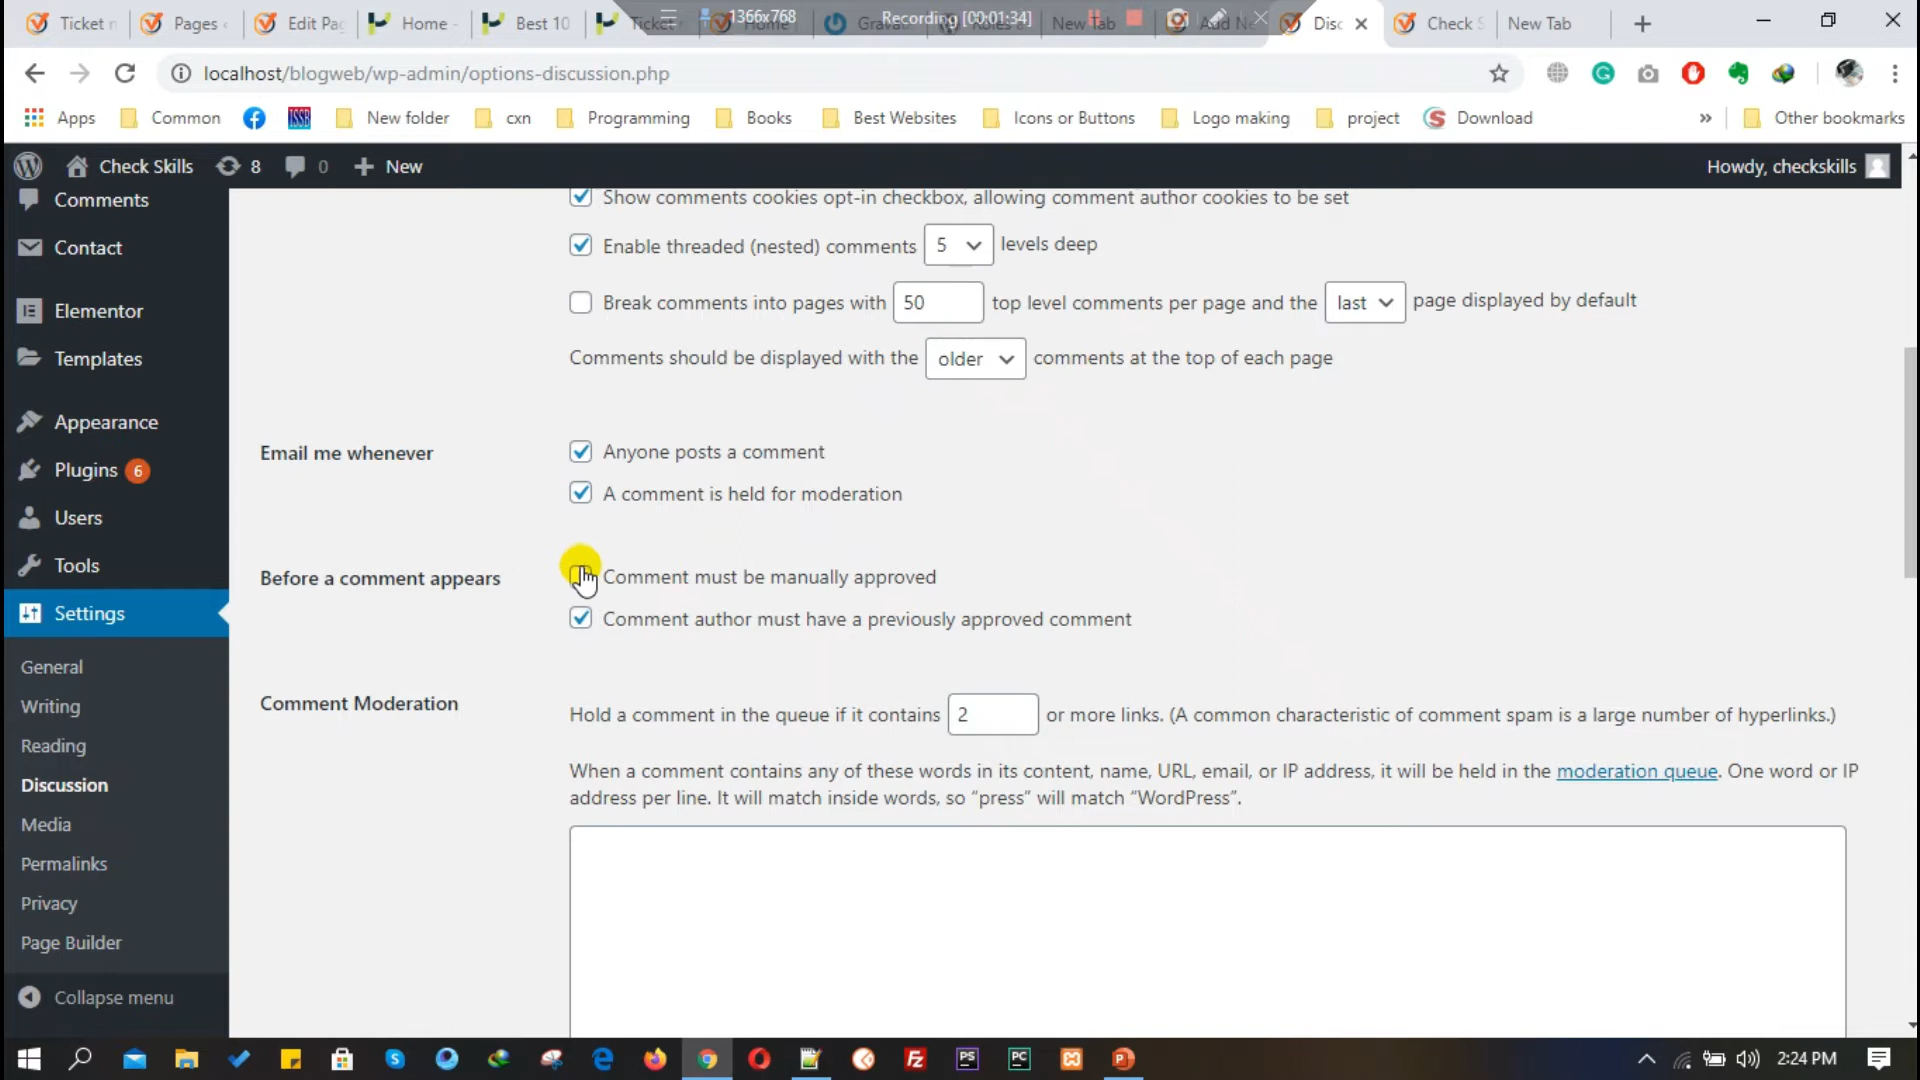 Ticket
Pages
Edit Pag
Home
Best 10
1366x768
Recording [00:01:34]
New Tab
Disc
Check S
New Tab
localhost/blogweb/wp-admin/options-discussion.php
Apps
Common
ISSB
New folder
cxn
Programming
Books
Best Websites
Icons or Buttons
Logo making
project
Download
»
Other bookmarks
Check Skills
8
0
New
Howdy, checkskills
Comments
Contact
Elementor
Templates
Appearance
Plugins 6
Users
Tools
Settings
General
Writing
Reading
Discussion
Media
Permalinks
Privacy
Page Builder
Collapse menu
Show comments cookies opt-in checkbox, allowing comment author cookies to be set
Enable threaded (nested) comments 5 levels deep
Break comments into pages with 50 top level comments per page and the last page displayed by default
Comments should be displayed with the older comments at the top of each page
Email me whenever
Anyone posts a comment
A comment is held for moderation
Before a comment appears
Comment must be manually approved
Comment author must have a previously approved comment
Comment Moderation
Hold a comment in the queue if it contains 2 or more links. (A common characteristic of comment spam is a large number of hyperlinks.)
When a comment contains any of these words in its content, name, URL, email, or IP address, it will be held in the moderation queue. One word or IP
address per line. It will match inside words, so “press” will match “WordPress”.
2:24 PM